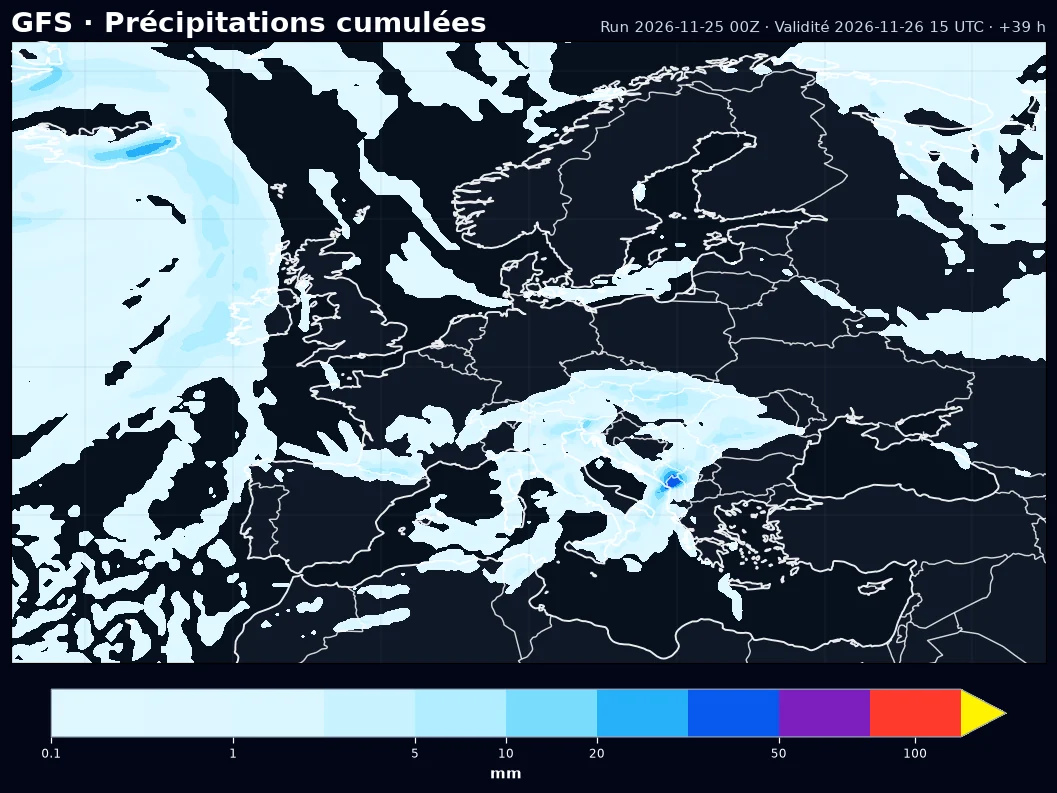 GFS · Précipitations cumulées
Run 2026-11-25 00Z · Validité 2026-11-26 15 UTC · +39 h
0.1 1 5 10 20 50 100
mm